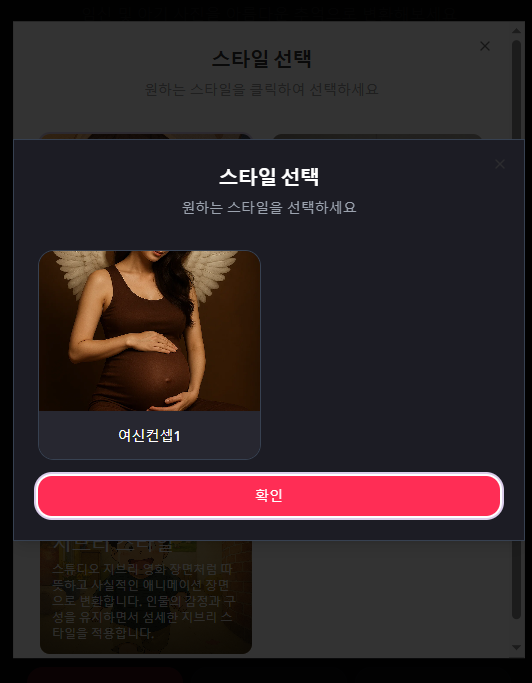 스타일 선택
원하는 스타일을 클릭하여 선택하세요
스타일 선택
원하는 스타일을 선택하세요
여신컨셉1
확인
지브리 스타일
스튜디오 지브리 영화 장면처럼 따
뜻하고 사실적인 애니메이션 장면
으로 변환합니다. 인물의 감정과 구
성을 유지하면서 섬세한 지브리 스
타일을 적용합니다.